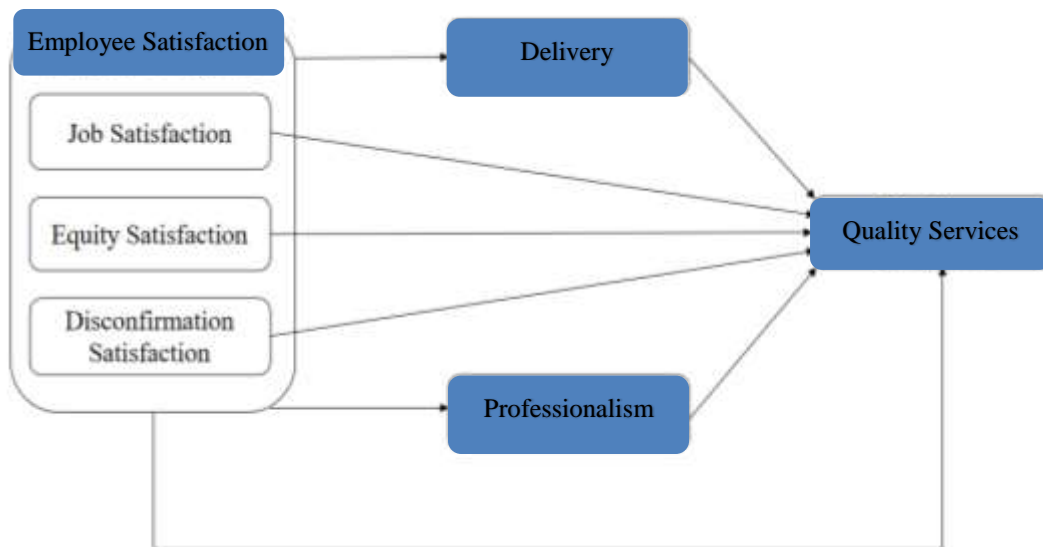 Employee Satisfaction
Delivery
Job Satisfaction
Equity Satisfaction
Quality Services
Disconfirmation
Satisfaction
Professionalism